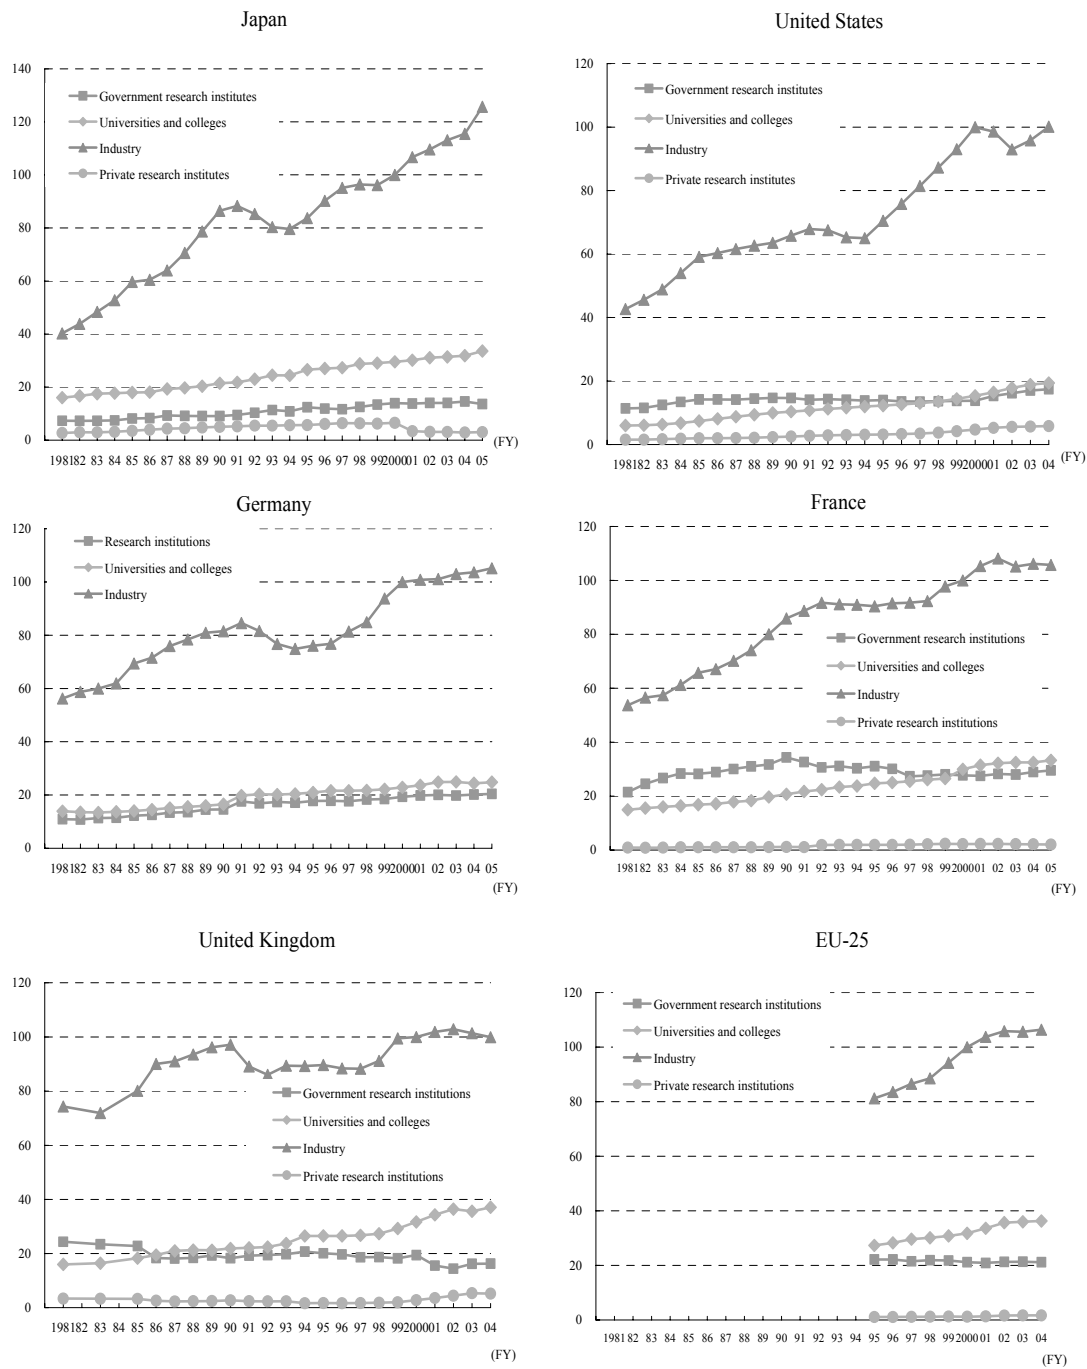 Japan
140
120
100
80
60
40
20
0
Government research institutes
Universities and colleges
Industry
Private research institutes
1981 82 83 84 85 86 87 88 89 90 91 92 93 94 95 96 97 98 99 2000 01 02 03 04 05
(FY)
United States
120
100
80
60
40
20
0
Government research institutes
Universities and colleges
Industry
Private research institutes
1981 82 83 84 85 86 87 88 89 90 91 92 93 94 95 96 97 98 99 2000 01 02 03 04
(FY)
Germany
120
100
80
60
40
20
0
Research institutions
Universities and colleges
Industry
1981 82 83 84 85 86 87 88 89 90 91 92 93 94 95 96 97 98 99 2000 01 02 03 04 05
(FY)
France
120
100
80
60
40
20
0
Government research institutions
Universities and colleges
Industry
Private research institutions
1981 82 83 84 85 86 87 88 89 90 91 92 93 94 95 96 97 98 99 2000 01 02 03 04 05
(FY)
United Kingdom
120
100
80
60
40
20
0
Government research institutions
Universities and colleges
Industry
Private research institutions
1981 82 83 84 85 86 87 88 89 90 91 92 93 94 95 96 97 98 99 2000 01 02 03 04
(FY)
EU-25
120
100
80
60
40
20
0
Government research institutions
Universities and colleges
Industry
Private research institutions
1981 82 83 84 85 86 87 88 89 90 91 92 93 94 95 96 97 98 99 2000 01 02 03 04
(FY)